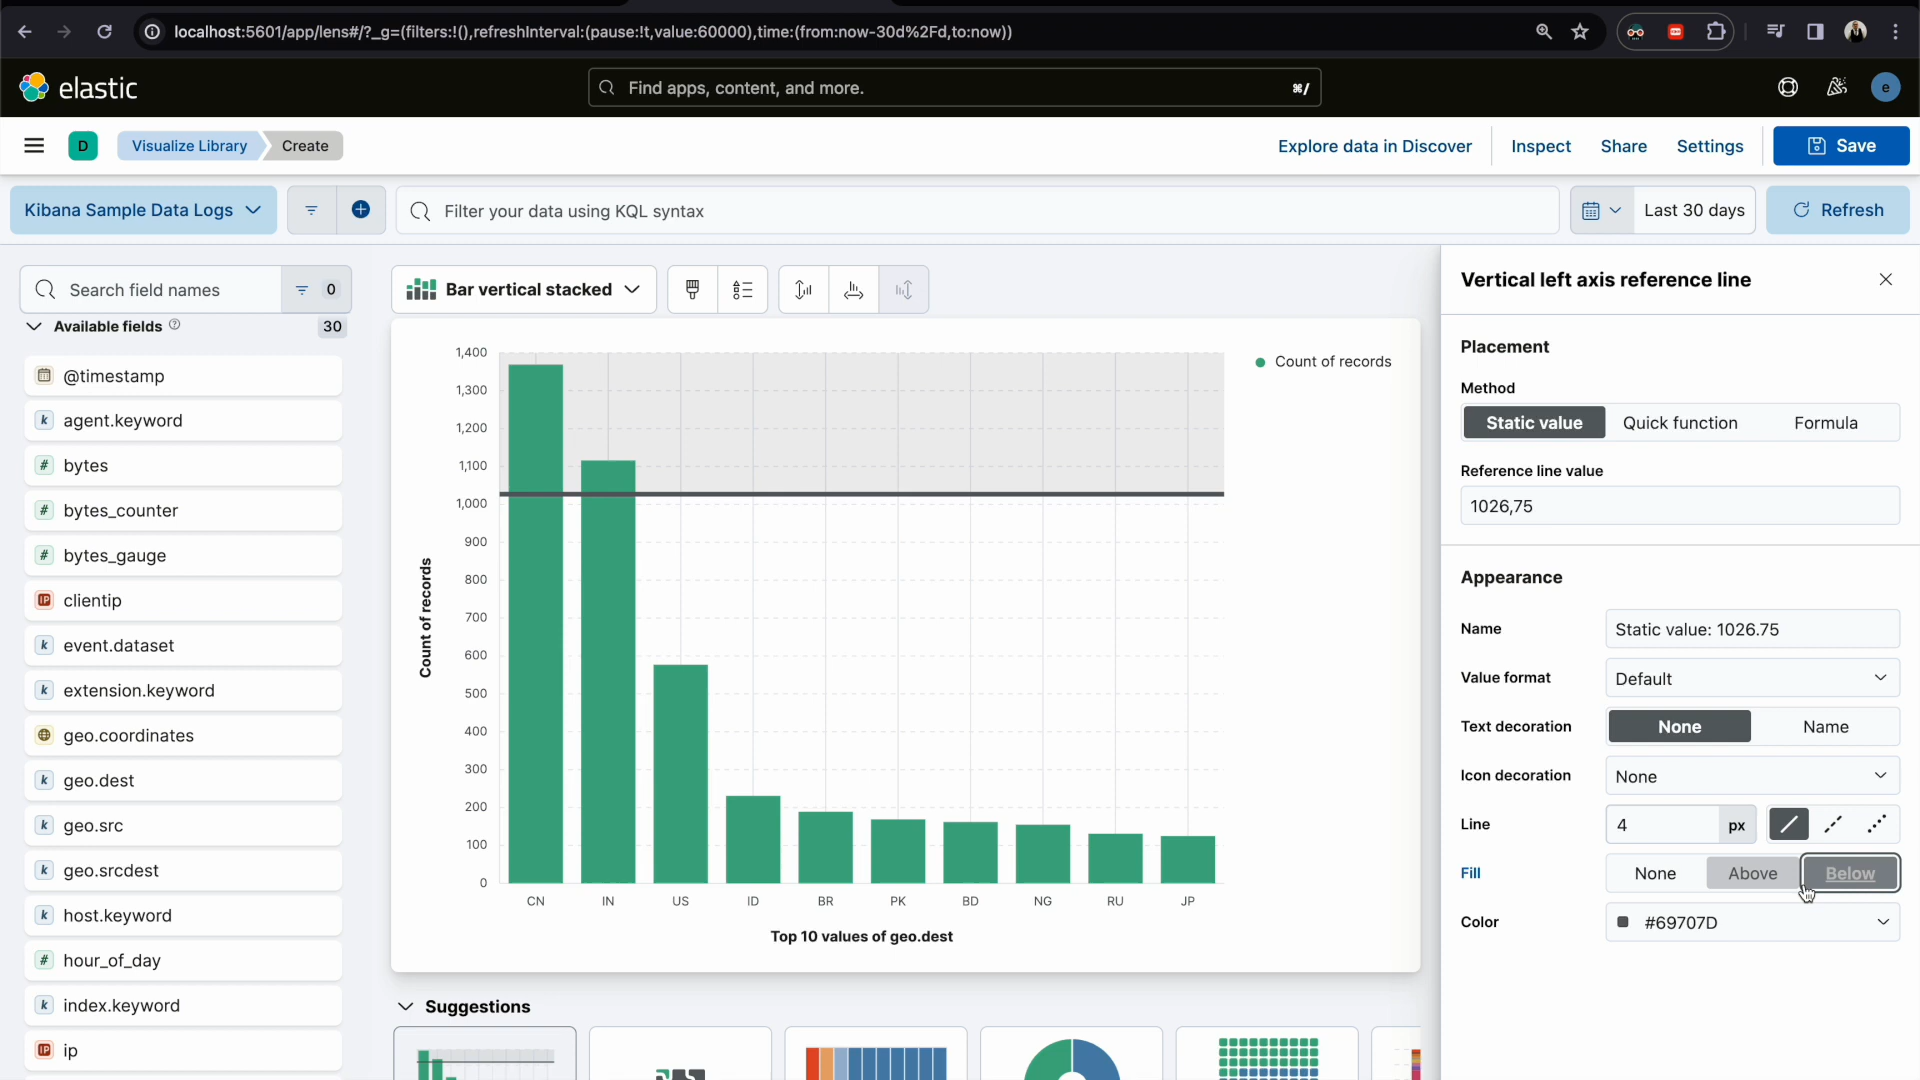 localhost:5601/app/lens#/?_g=(filters:!(),refreshInterval:(pause:!t,value:60000),time:(from:now-30d%2Fd,to:now))
elastic
Find apps, content, and more.
⌘/
e
D
Visualize Library
Create
Explore data in Discover
Inspect
Share
Settings
Save
Kibana Sample Data Logs
Filter your data using KQL syntax
Last 30 days
Refresh
Search field names
0
Available fields
30
@timestamp
k agent.keyword
# bytes
# bytes_counter
# bytes_gauge
IP clientip
k event.dataset
k extension.keyword
geo.coordinates
k geo.dest
k geo.src
k geo.srcdest
k host.keyword
# hour_of_day
k index.keyword
IP ip
Bar vertical stacked
1,400
1,300
1,200
1,100
1,000
900
800
700
600
500
400
300
200
100
0
Count of records
CN IN US ID BR PK BD NG RU JP
Top 10 values of geo.dest
Count of records
Suggestions
Vertical left axis reference line
Placement
Method
Static value
Quick function
Formula
Reference line value
1026,75
Appearance
Name
Static value: 1026.75
Value format
Default
Text decoration
None
Name
Icon decoration
None
Line
4
px
Fill
None
Above
Below
Color
#69707D